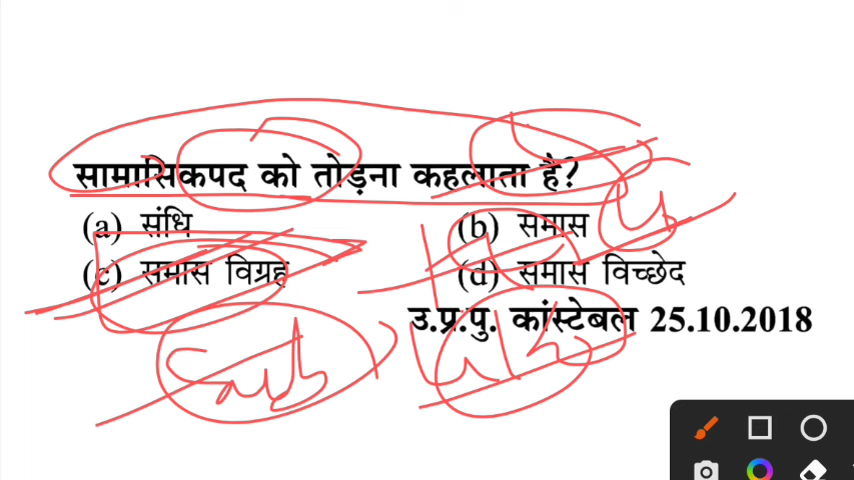 सामासिकपद को तोड़ना कहलाता है?
(a) संधि (b) समास
(c) समास विग्रह (d) समास विच्छेद
उ.प्र.पु. कांस्टेबल 25.10.2018